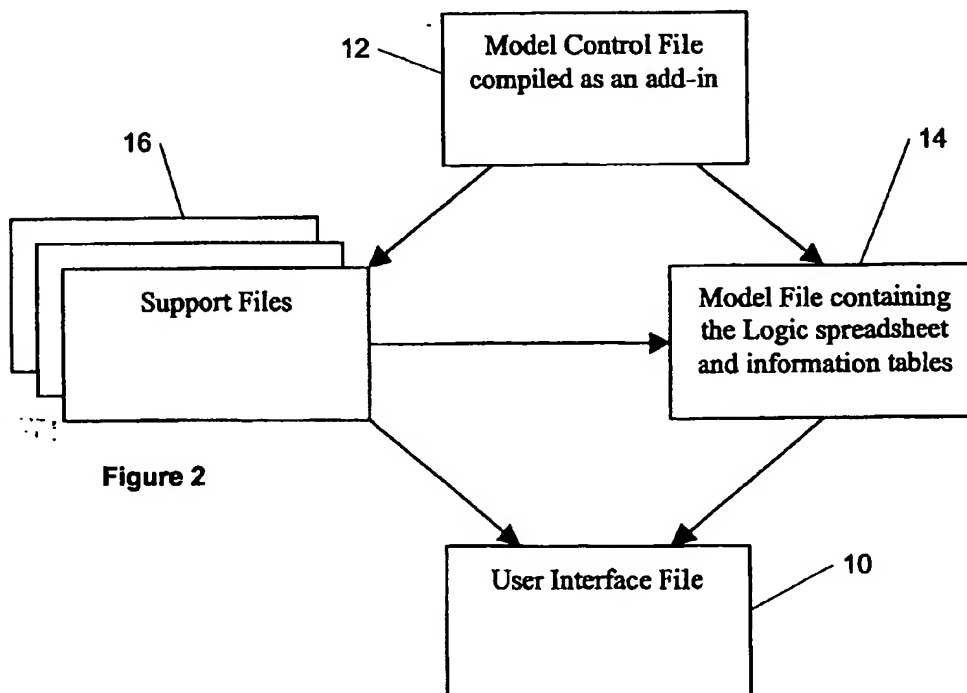 12
Model Control File
compiled as an add-in
16
14
Support Files
Model File containing
the Logic spreadsheet
and information tables
Figure 2
User Interface File
10